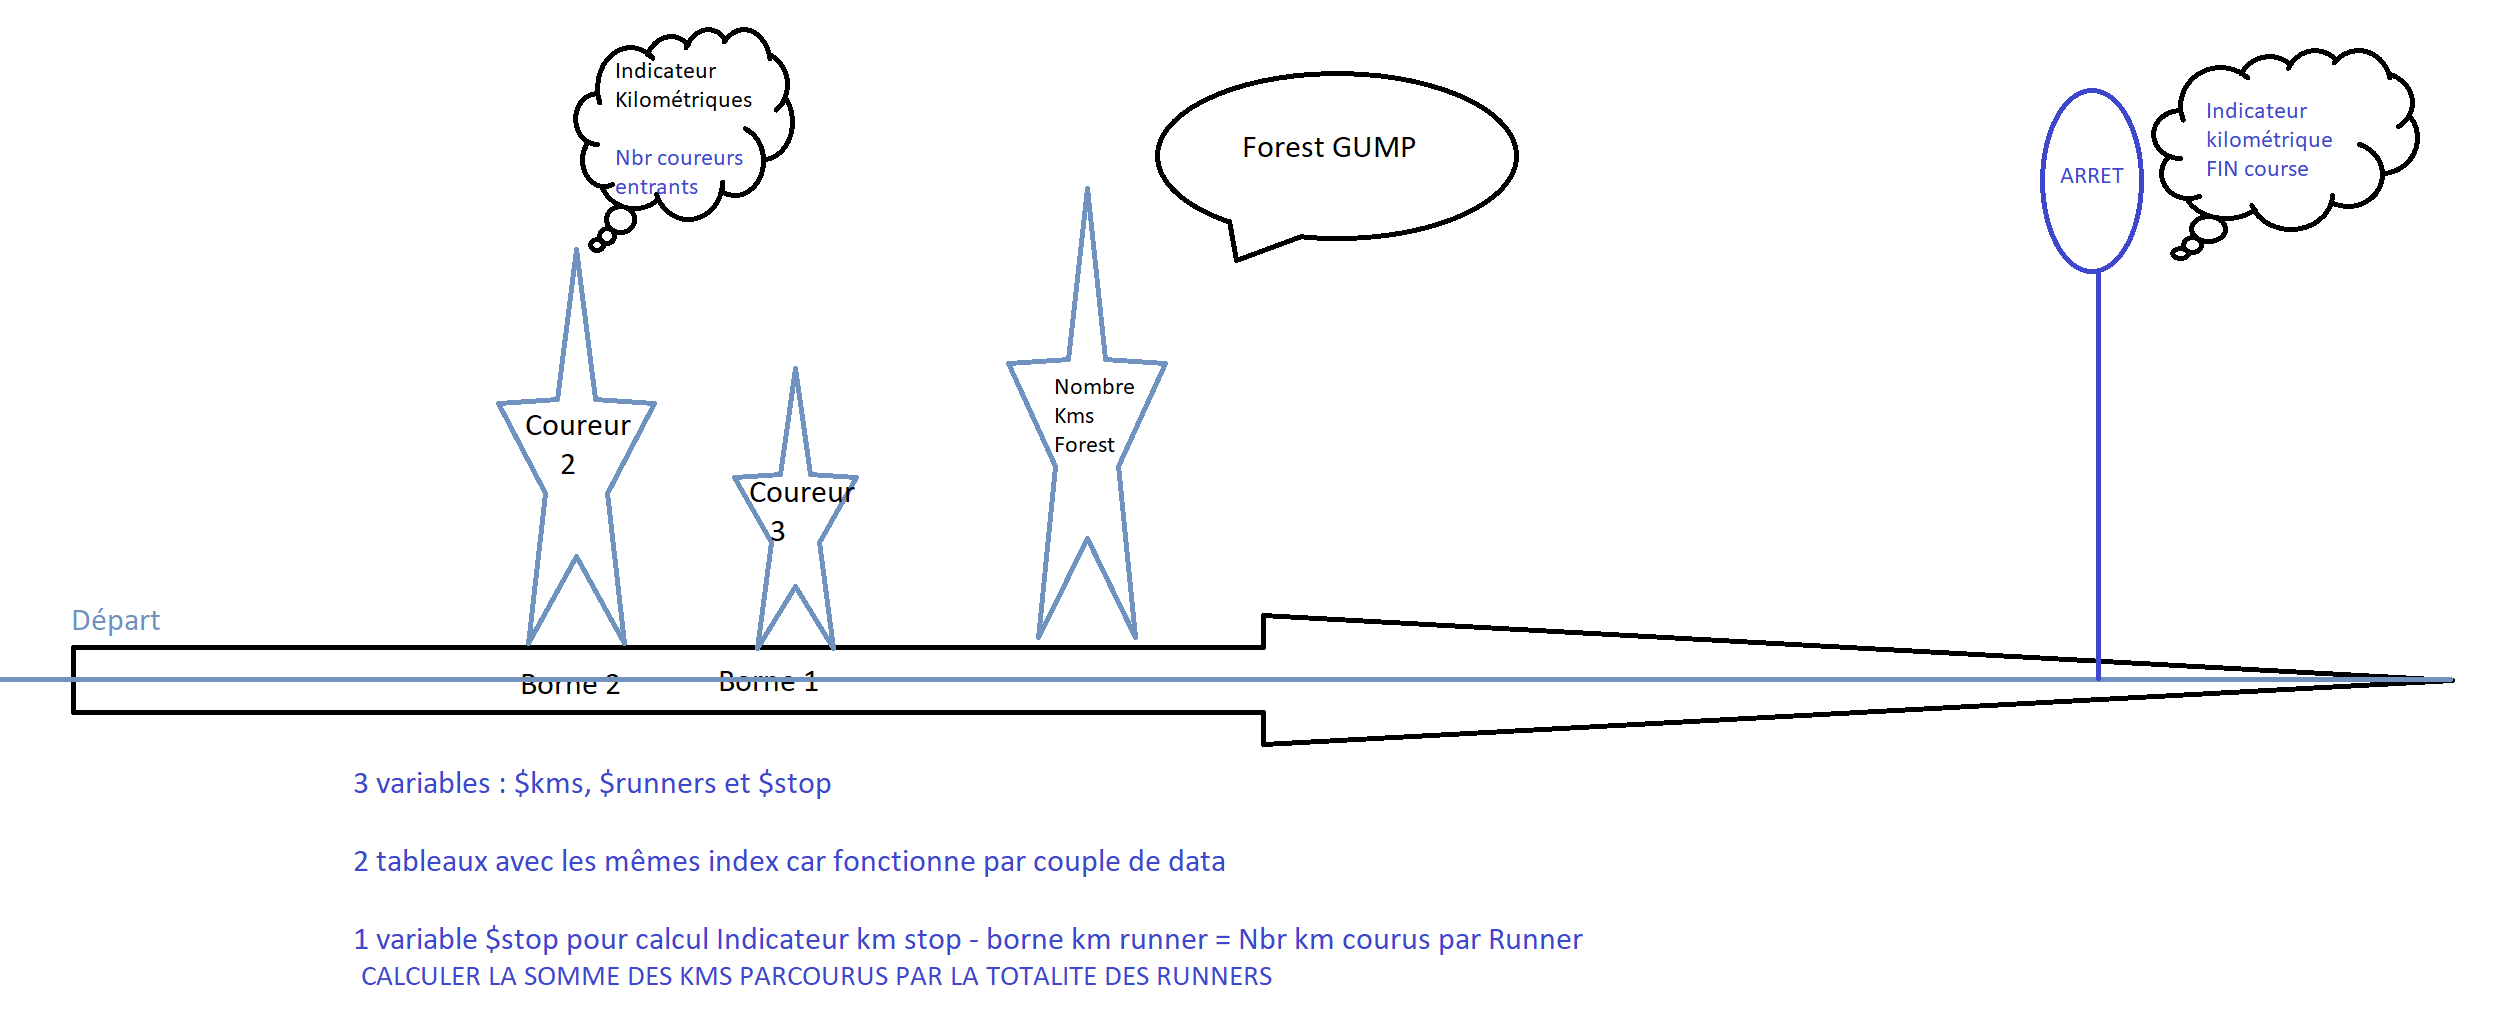 Indicateur
Kilométriques
Nbr coureurs
entrants
Forest GUMP
ARRET
Indicateur
kilométrique
FIN course
Coureur
2
Coureur
3
Nombre
Kms
Forest
Départ
Borne 2
Borne 1
3 variables : $kms, $runners et $stop
2 tableaux avec les mêmes index car fonctionne par couple de data
1 variable $stop pour calcul Indicateur km stop - borne km runner = Nbr km courus par Runner
CALCULER LA SOMME DES KMS PARCOURUS PAR LA TOTALITE DES RUNNERS